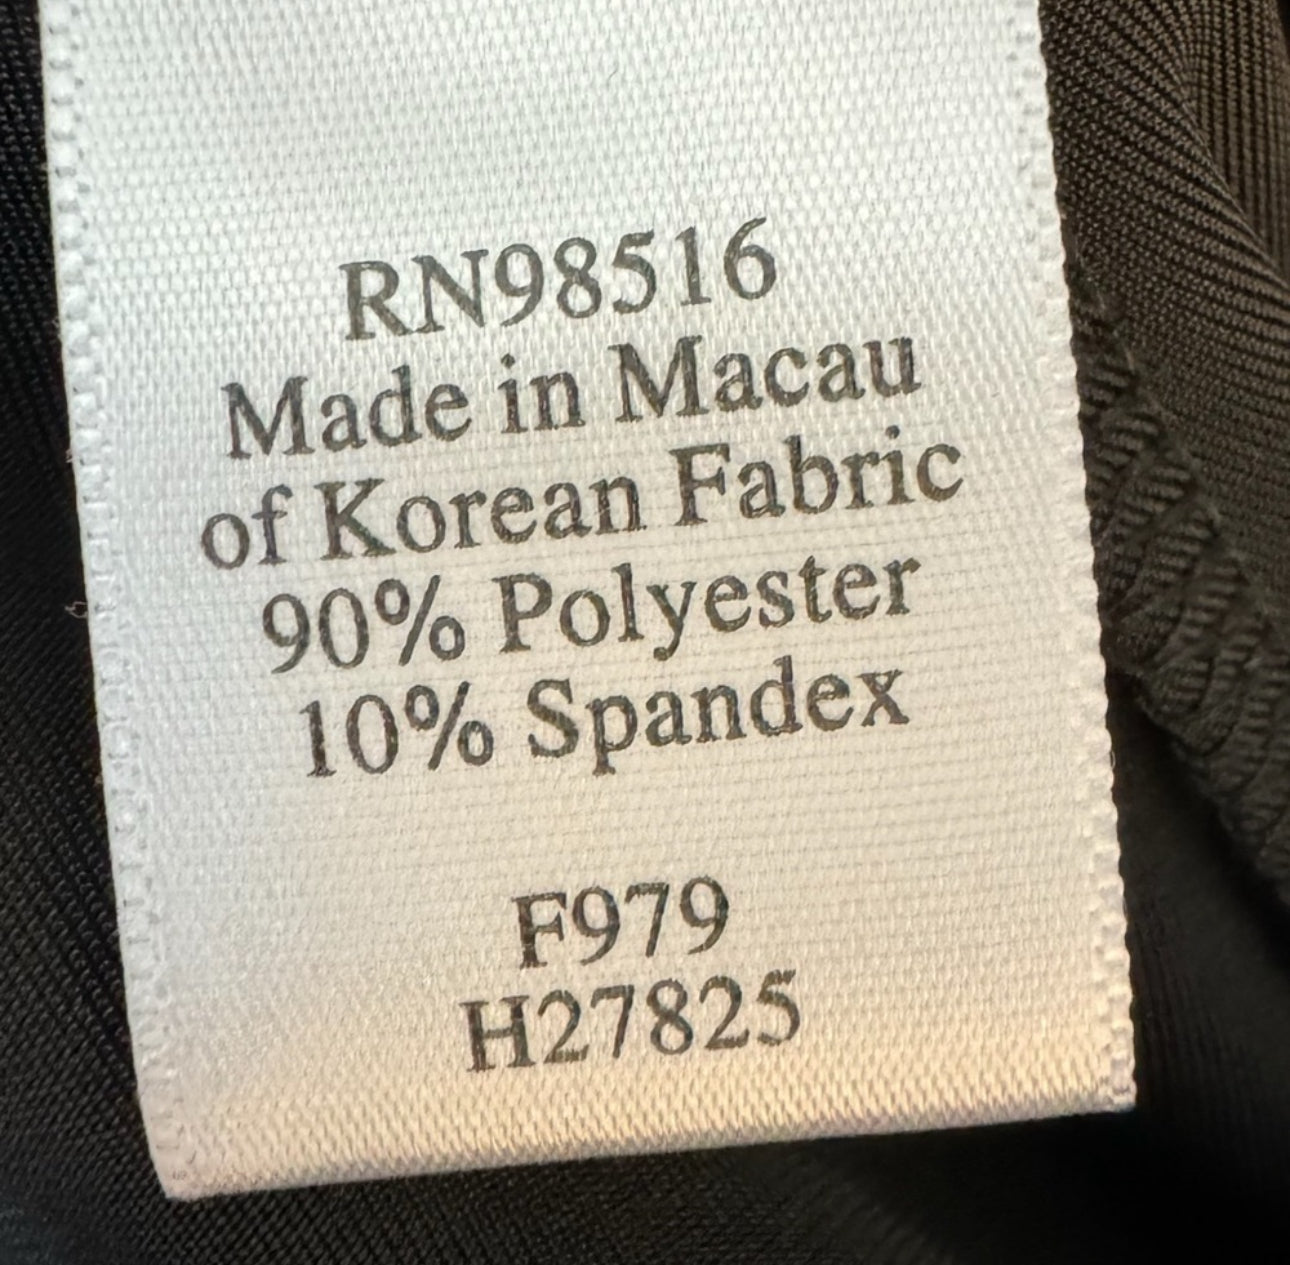 RN98516
Made in Macau
of Korean Fabric
90% Polyester
10% Spandex
F979
H27825